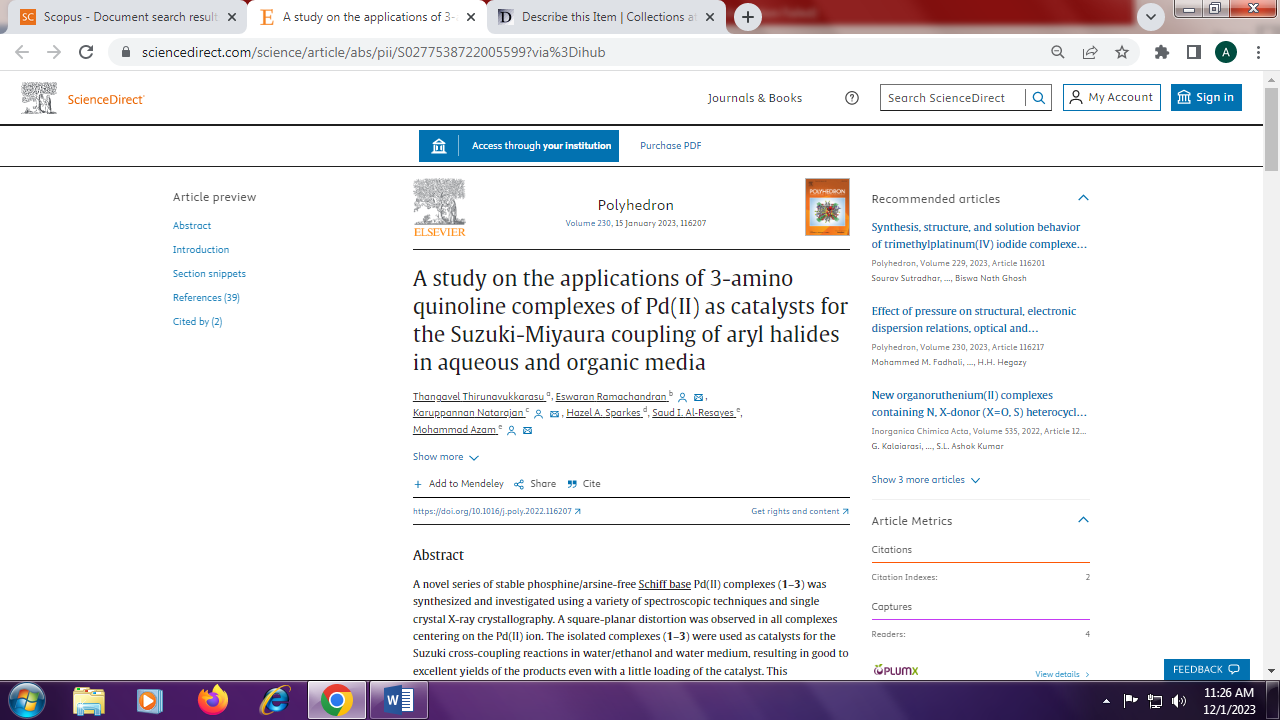 Scopus - Document search result
A study on the applications of 3-
Describe this Item | Collections at
sciencedirect.com/science/article/abs/pii/S0277538722005599?via%3Dihub
A
ScienceDirect
Journals & Books
Search ScienceDirect
My Account
Sign in
Access through your institution
Purchase PDF
Article preview
Abstract
Introduction
Section snippets
References (39)
Cited by (2)
ELSEVIER
Polyhedron
Volume 230, 15 January 2023, 116207
POLYHEDRON
A study on the applications of 3-amino
quinoline complexes of Pd(II) as catalysts for
the Suzuki-Miyaura coupling of aryl halides
in aqueous and organic media
Thangavel Thirunavukkarasu a, Eswaran Ramachandran b ,
Karuppannan Natarajan c , Hazel A. Sparkes d, Saud I. Al-Resayes e,
Mohammad Azam e
Show more
Add to Mendeley Share Cite
https://doi.org/10.1016/j.poly.2022.116207
Get rights and content
Abstract
A novel series of stable phosphine/arsine-free Schiff base Pd(II) complexes (1–3) was
synthesized and investigated using a variety of spectroscopic techniques and single
crystal X-ray crystallography. A square-planar distortion was observed in all complexes
centering on the Pd(II) ion. The isolated complexes (1–3) were used as catalysts for the
Suzuki cross-coupling reactions in water/ethanol and water medium, resulting in good to
excellent yields of the products even with a little loading of the catalyst. This
Recommended articles
Synthesis, structure, and solution behavior
of trimethylplatinum(IV) iodide complexe…
Polyhedron, Volume 229, 2023, Article 116201
Sourav Sutradhar, …, Biswa Nath Ghosh
Effect of pressure on structural, electronic
dispersion relations, optical and…
Polyhedron, Volume 230, 2023, Article 116217
Mohammed M. Fadhali, …, H.H. Hegazy
New organoruthenium(II) complexes
containing N, X-donor (X=O, S) heterocycl…
Inorganica Chimica Acta, Volume 535, 2022, Article 12…
G. Kalaiarasi, …, S.L. Ashok Kumar
Show 3 more articles
Article Metrics
Citations
Citation Indexes: 2
Captures
Readers: 4
PLUMX
View details
FEEDBACK
11:26 AM
12/1/2023